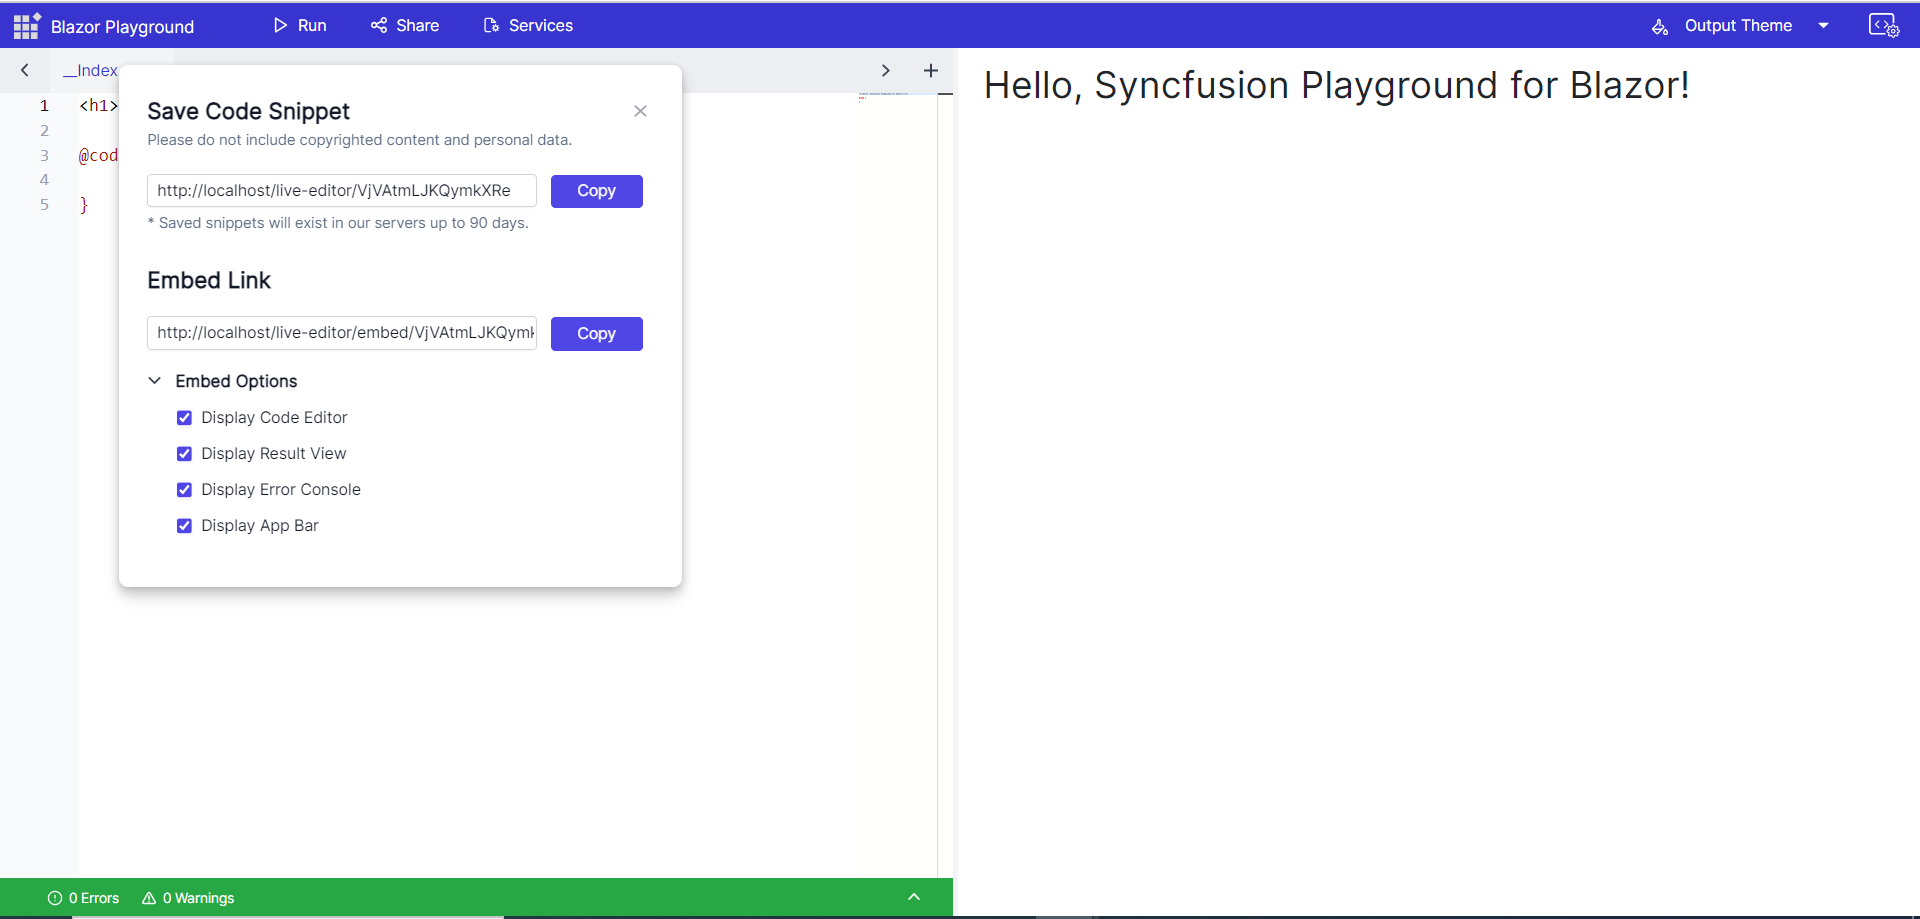 Blazor Playground
Run
Share
Services
Output Theme
__Index
1 <h1>
2
3 @cod
4
5 }
Save Code Snippet
Please do not include copyrighted content and personal data.
http://localhost/live-editor/VjVAtmLJKQymkXRe
Copy
* Saved snippets will exist in our servers up to 90 days.
Embed Link
http://localhost/live-editor/embed/VjVAtmLJKQymk
Copy
Embed Options
Display Code Editor
Display Result View
Display Error Console
Display App Bar
Hello, Syncfusion Playground for Blazor!
0 Errors
0 Warnings